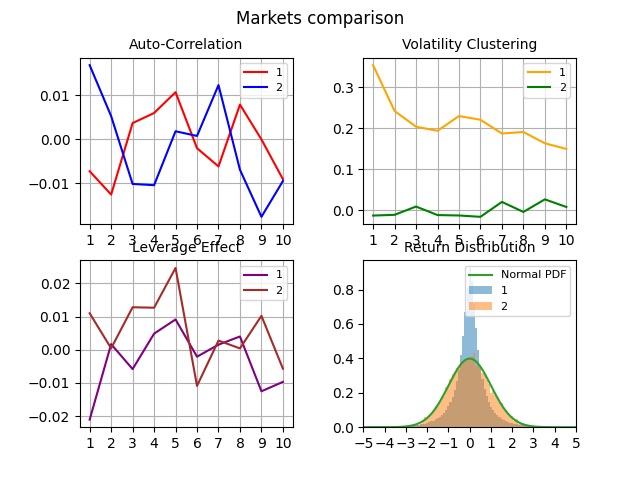 Markets comparison
Auto-Correlation
1
2
0.01
0.00
−0.01
1 2 3 4 5 6 7 8 9 10
Volatility Clustering
1
2
0.3
0.2
0.1
0.0
1 2 3 4 5 6 7 8 9 10
Leverage Effect
1
2
0.02
0.01
0.00
−0.01
−0.02
1 2 3 4 5 6 7 8 9 10
Return Distribution
Normal PDF
1
2
0.8
0.6
0.4
0.2
0.0
−5 −4 −3 −2 −1 0 1 2 3 4 5